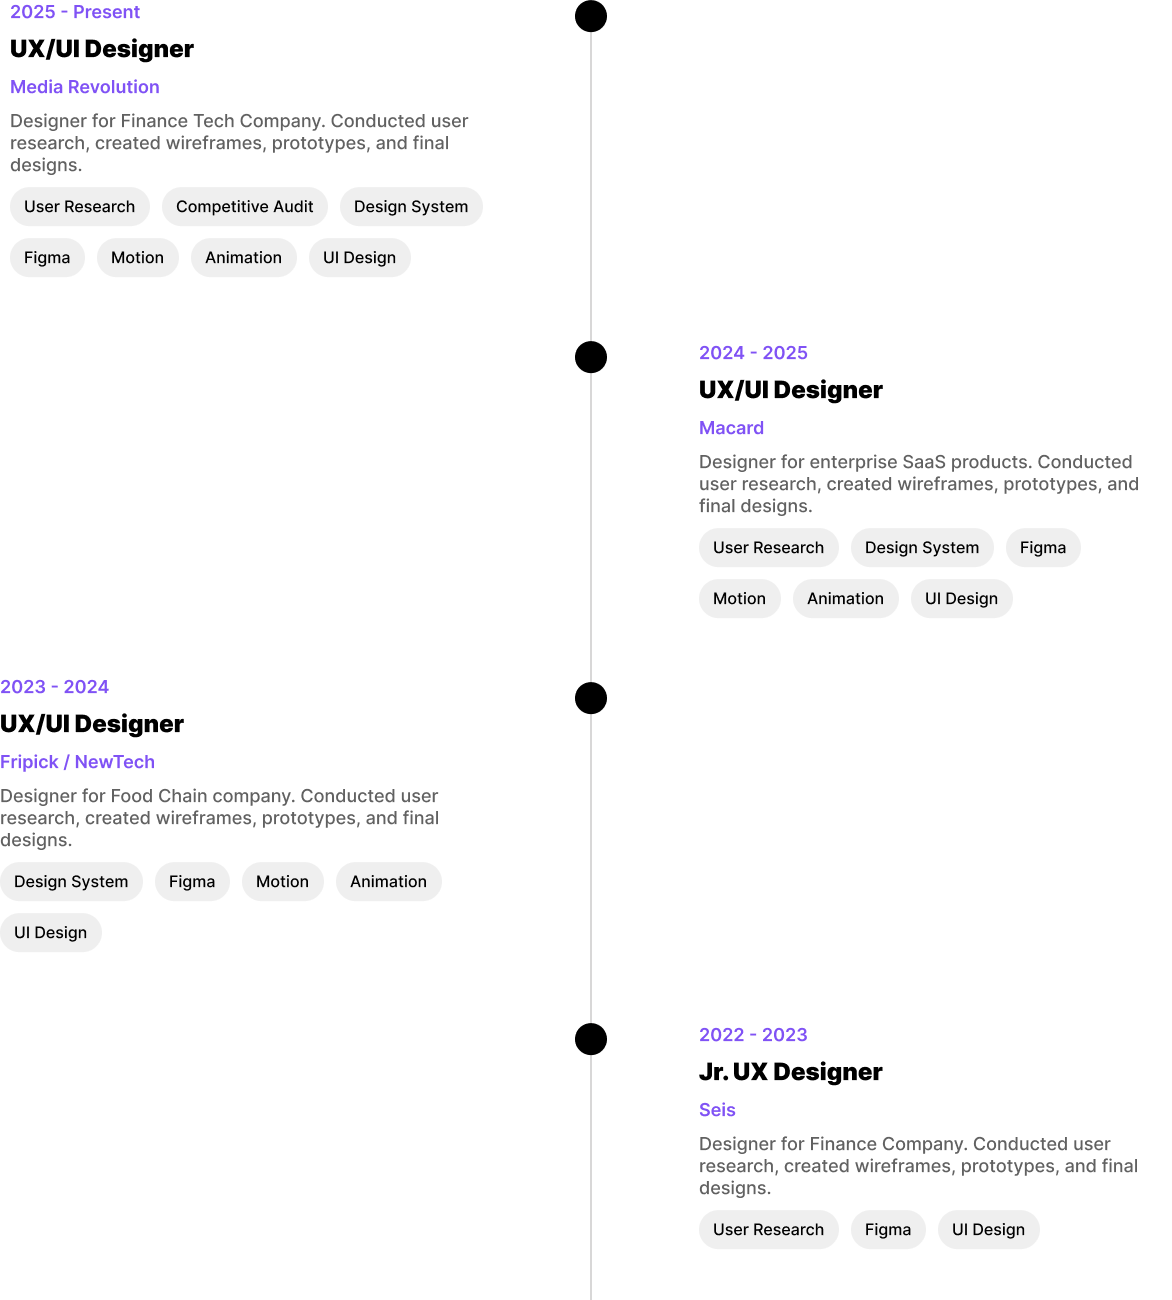 2025 - Present
UX/UI Designer
Media Revolution
Designer for Finance Tech Company. Conducted user
research, created wireframes, prototypes, and final
designs.
User Research Competitive Audit Design System
Figma Motion Animation UI Design
2024 - 2025
UX/UI Designer
Macard
Designer for enterprise SaaS products. Conducted
user research, created wireframes, prototypes, and
final designs.
User Research Design System Figma
Motion Animation UI Design
2023 - 2024
UX/UI Designer
Fripick / NewTech
Designer for Food Chain company. Conducted user
research, created wireframes, prototypes, and final
designs.
Design System Figma Motion Animation
UI Design
2022 - 2023
Jr. UX Designer
Seis
Designer for Finance Company. Conducted user
research, created wireframes, prototypes, and final
designs.
User Research Figma UI Design